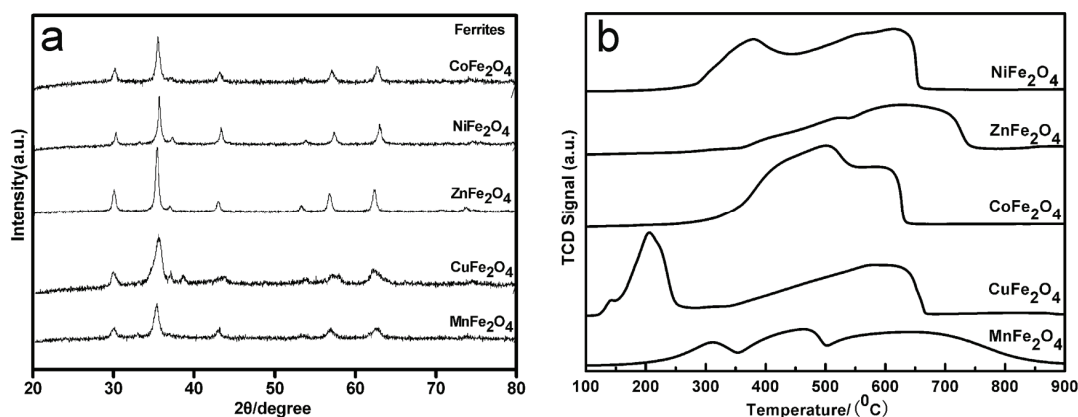 a
Ferrites
CoFe2O4
NiFe2O4
ZnFe2O4
CuFe2O4
MnFe2O4
Intensity(a.u.)
20 30 40 50 60 70 80
2θ/degree
b
NiFe2O4
ZnFe2O4
CoFe2O4
CuFe2O4
MnFe2O4
TCD Signal (a.u.)
100 200 300 400 500 600 700 800 900
Temperature/(⁰C)